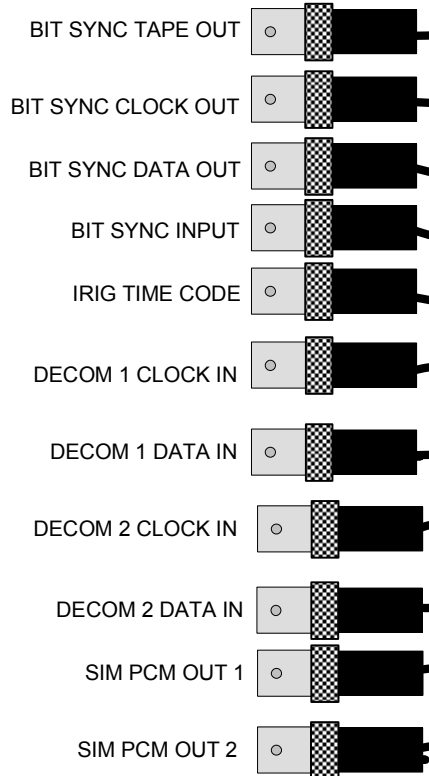 BIT SYNC TAPE OUT
BIT SYNC CLOCK OUT
BIT SYNC DATA OUT
BIT SYNC INPUT
IRIG TIME CODE
DECOM 1 CLOCK IN
DECOM 1 DATA IN
DECOM 2 CLOCK IN
DECOM 2 DATA IN
SIM PCM OUT 1
SIM PCM OUT 2